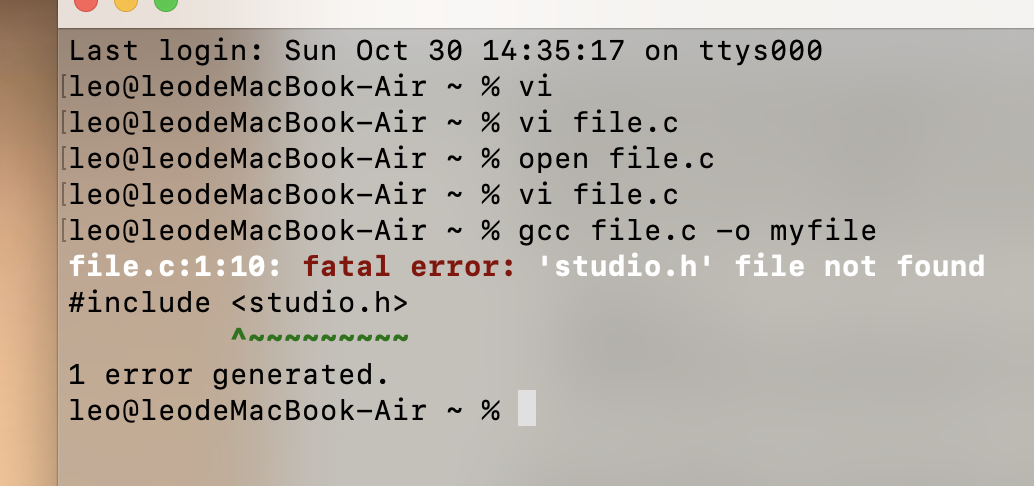 Last login: Sun Oct 30 14:35:17 on ttys000
[leo@leodeMacBook-Air ~ % vi
[leo@leodeMacBook-Air ~ % vi file.c
[leo@leodeMacBook-Air ~ % open file.c
[leo@leodeMacBook-Air ~ % vi file.c
[leo@leodeMacBook-Air ~ % gcc file.c -o myfile
file.c:1:10: fatal error: 'studio.h' file not found
#include <studio.h>
         ^~~~~~~~~~
1 error generated.
leo@leodeMacBook-Air ~ %